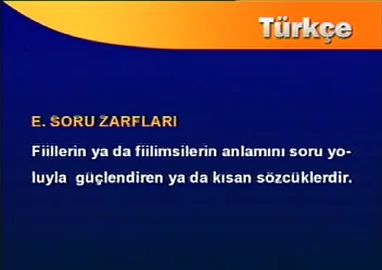 Türkçe
E. SORU ZARFLARI
Fiillerin ya da fiilimsilerin anlamını soru yo-
luyla güçlendiren ya da kısan sözcüklerdir.